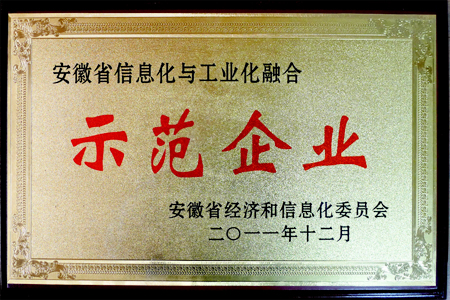 安徽省信息化与工业化融合
示范企业
安徽省经济和信息化委员会
二〇一一年十二月